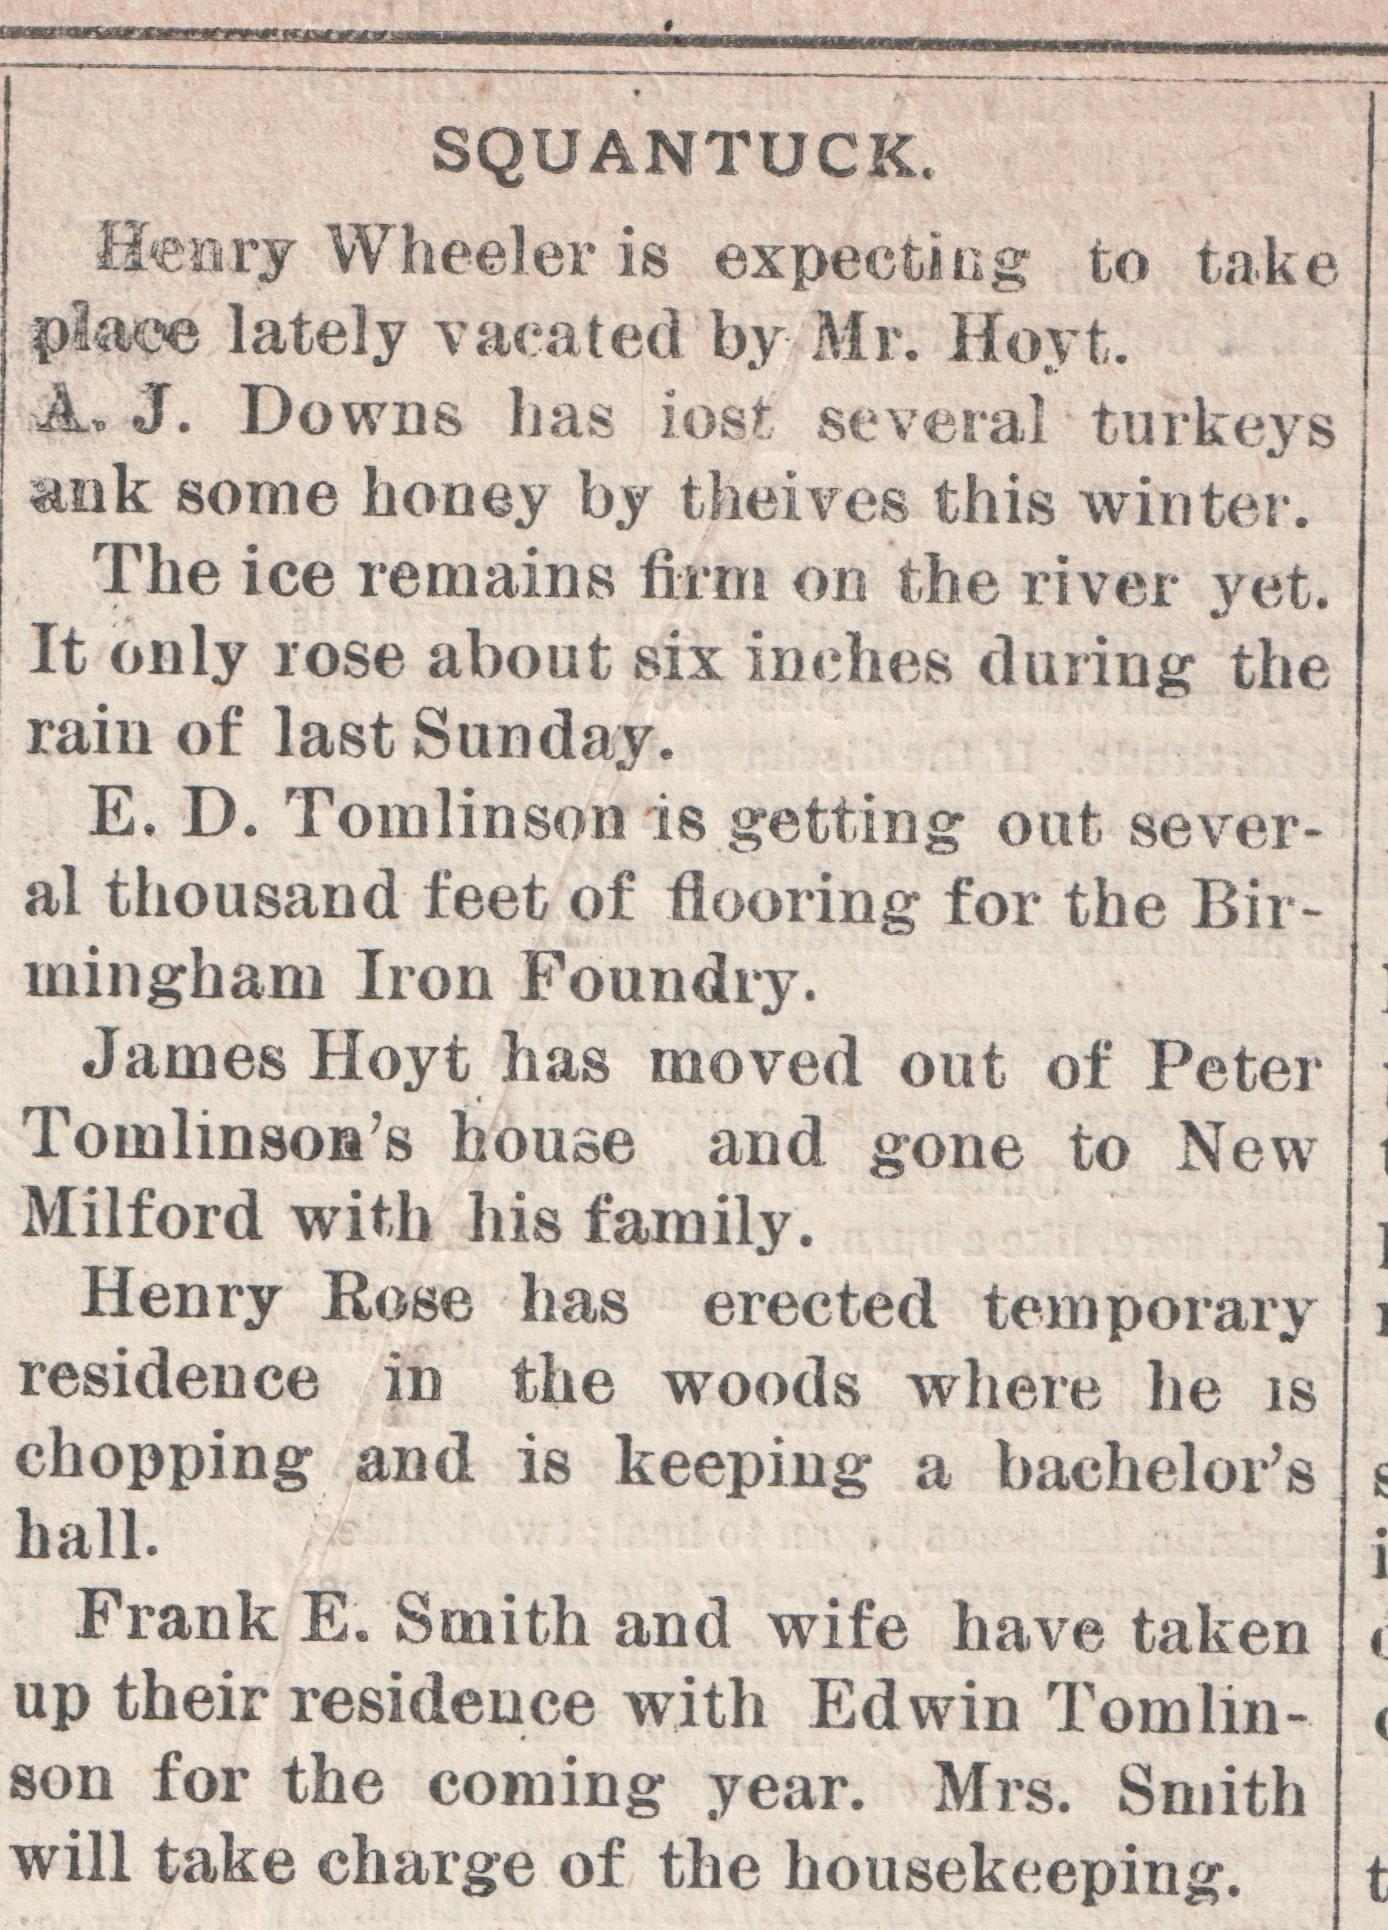 SQUANTUCK.
Henry Wheeler is expecting to take
place lately vacated by Mr. Hoyt.
A. J. Downs has iost several turkeys
ank some honey by theives this winter.
The ice remains firm on the river yet.
It only rose about six inches during the
rain of last Sunday.
E. D. Tomlinson is getting out sever-
al thousand feet of flooring for the Bir-
mingham Iron Foundry.
James Hoyt has moved out of Peter
Tomlinson's house and gone to New
Milford with his family.
Henry Rose has erected temporary
residence in the woods where he is
chopping and is keeping a bachelor's
hall.
Frank E. Smith and wife have taken
up their residence with Edwin Tomlin-
son for the coming year. Mrs. Smith
will take charge of the housekeeping.